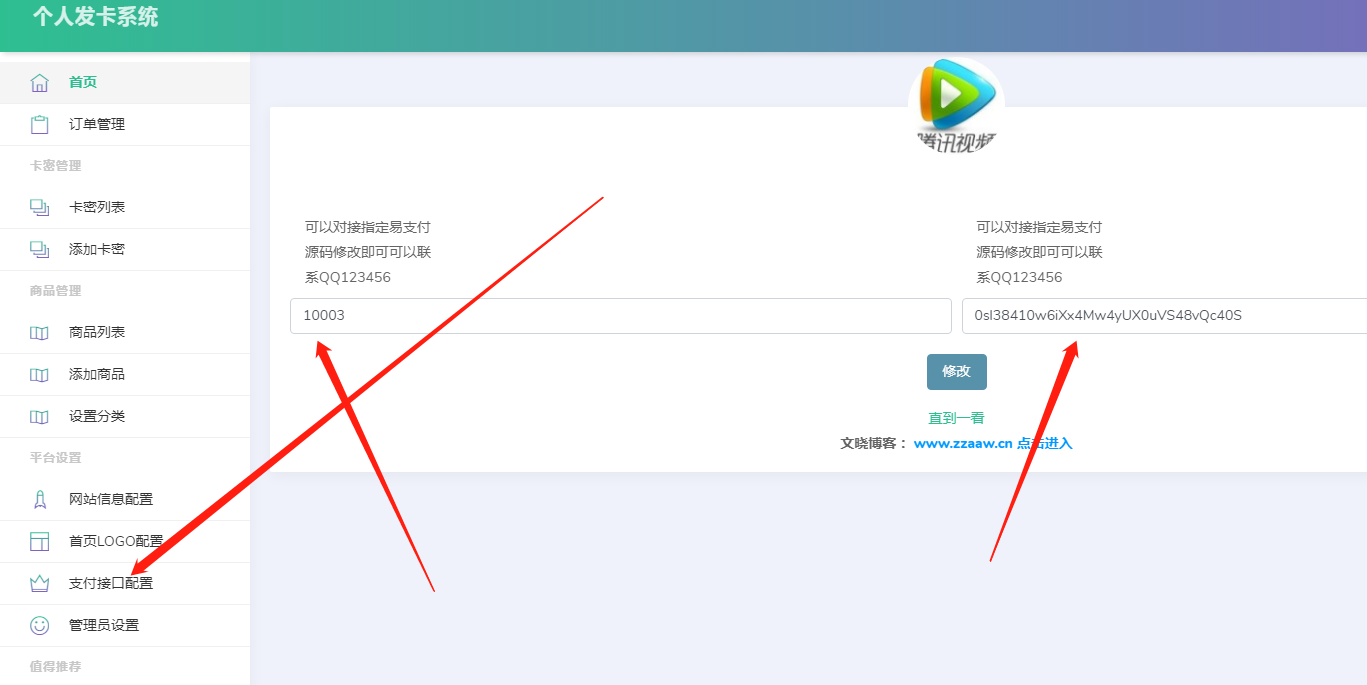 个人发卡系统
首页
订单管理
卡密管理
卡密列表
添加卡密
商品管理
商品列表
添加商品
设置分类
平台设置
网站信息配置
首页LOGO配置
支付接口配置
管理员设置
值得推荐
腾讯视频
可以对接指定易支付
源码修改即可可以联
系QQ123456
10003
可以对接指定易支付
源码修改即可可以联
系QQ123456
0sI38410w6iXx4Mw4yUX0uVS48vQc40S
修改
直到一看
文晓博客： www.zzaaw.cn 点击进入